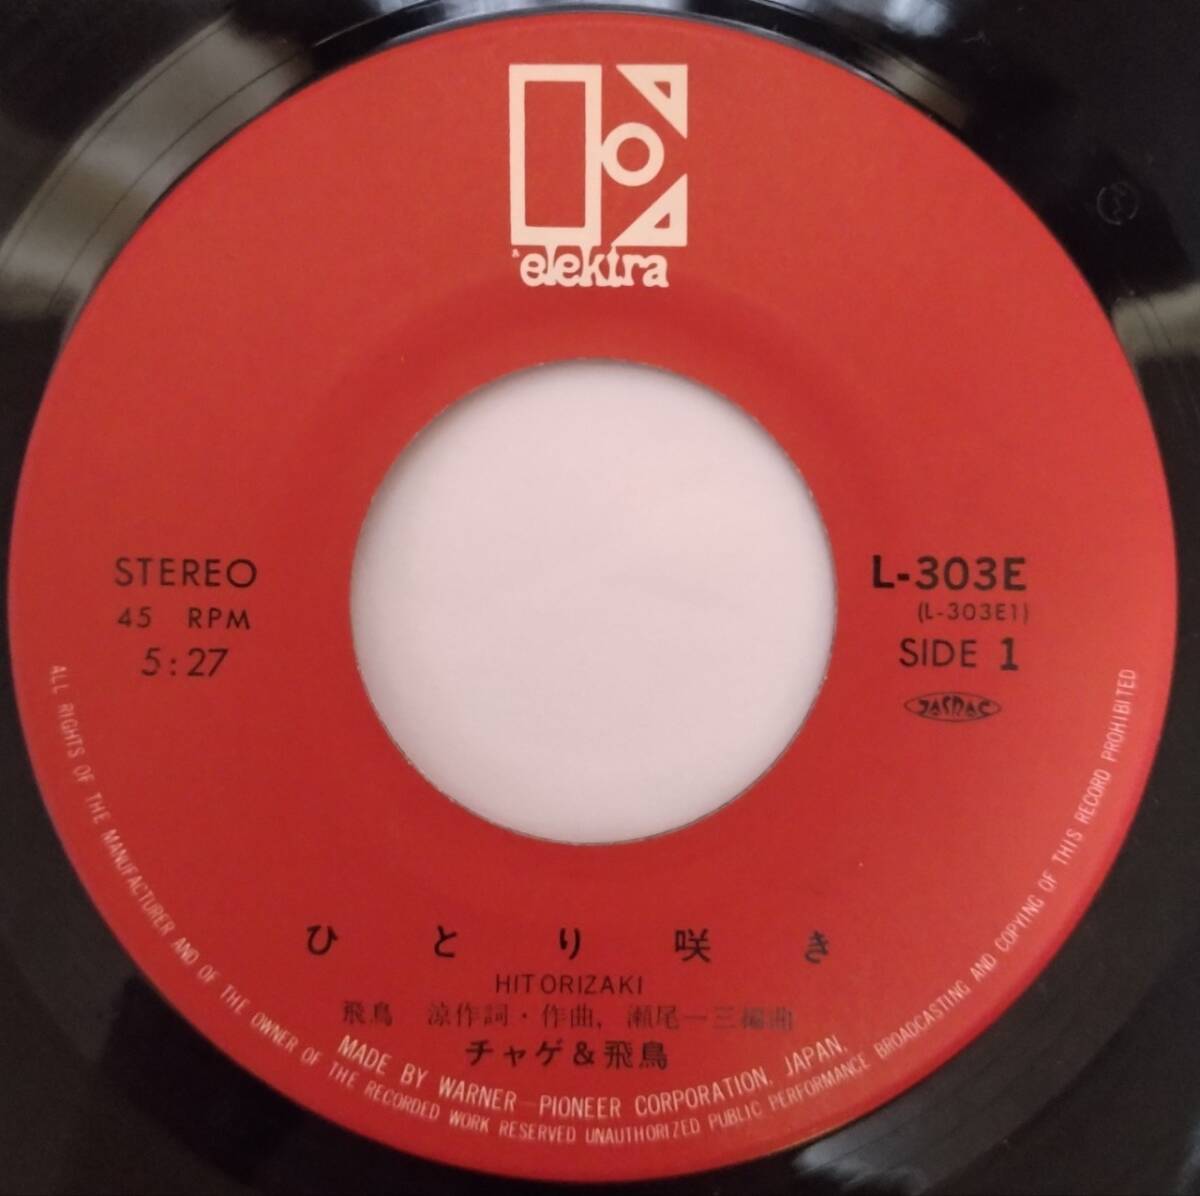 elektra
STEREO
45 RPM
5:27
L-303E
(L-303E1)
SIDE 1
JASRAC
ひとり咲き
HITORIZAKI
飛鳥 涼作詞・作曲, 瀬尾一三編曲
チャゲ&飛鳥
MADE BY WARNER-PIONEER CORPORATION, JAPAN.
ALL RIGHTS OF THE MANUFACTURER AND OF THE OWNER OF THE RECORDED WORK RESERVED UNAUTHORIZED PUBLIC PERFORMANCE BROADCASTING AND COPYING OF THIS RECORD PROHIBITED